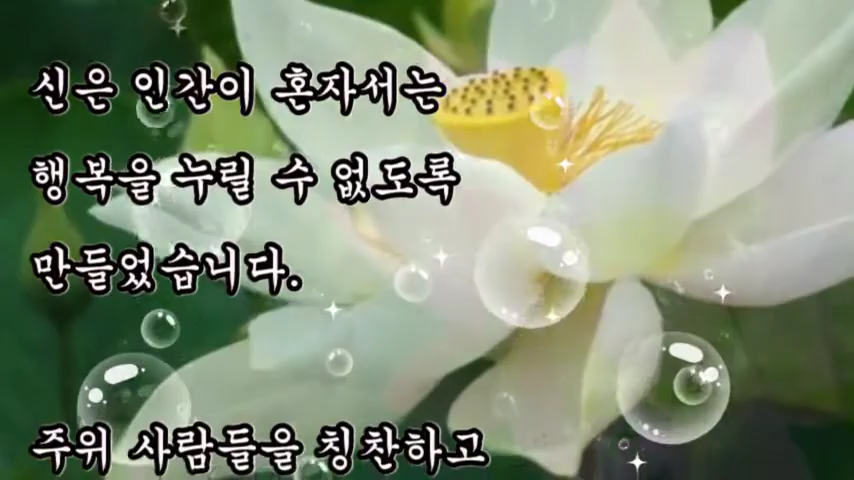 신은 인간이 혼자서는
행복을 누릴 수 없도록
만들었습니다.
주위 사람들을 칭찬하고